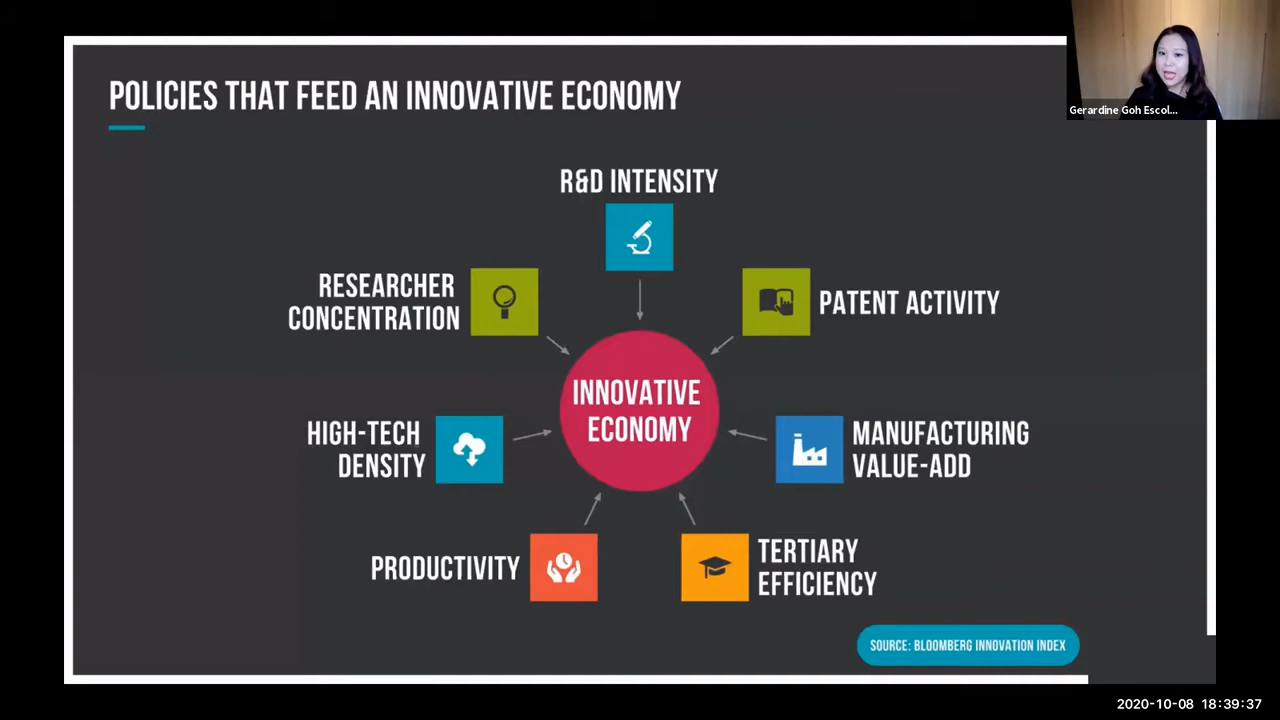 POLICIES THAT FEED AN INNOVATIVE ECONOMY
Gerardine Goh Escol...
R&D INTENSITY
RESEARCHER
CONCENTRATION
PATENT ACTIVITY
INNOVATIVE
ECONOMY
HIGH-TECH
DENSITY
MANUFACTURING
VALUE-ADD
PRODUCTIVITY
TERTIARY
EFFICIENCY
SOURCE: BLOOMBERG INNOVATION INDEX
2020-10-08 18:39:37